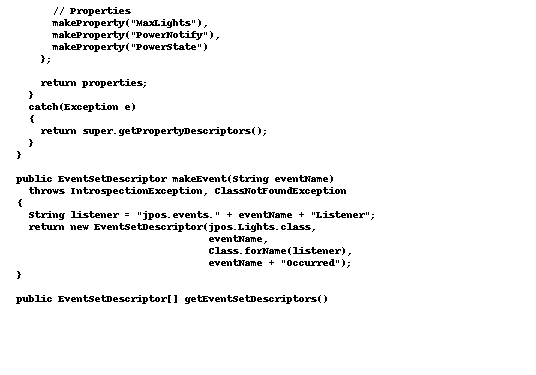 // Properties
makeProperty("MaxLights"),
makeProperty("PowerNotify"),
makeProperty("PowerState")
};
return properties;
}
catch(Exception e)
{
return super.getPropertyDescriptors();
}
}
public EventSetDescriptor makeEvent(String eventName)
throws IntrospectionException, ClassNotFoundException
{
String listener = "jpos.events." + eventName + "Listener";
return new EventSetDescriptor(jpos.Lights.class,
eventName,
Class.forName(listener),
eventName + "Occurred");
}
public EventSetDescriptor[] getEventSetDescriptors()